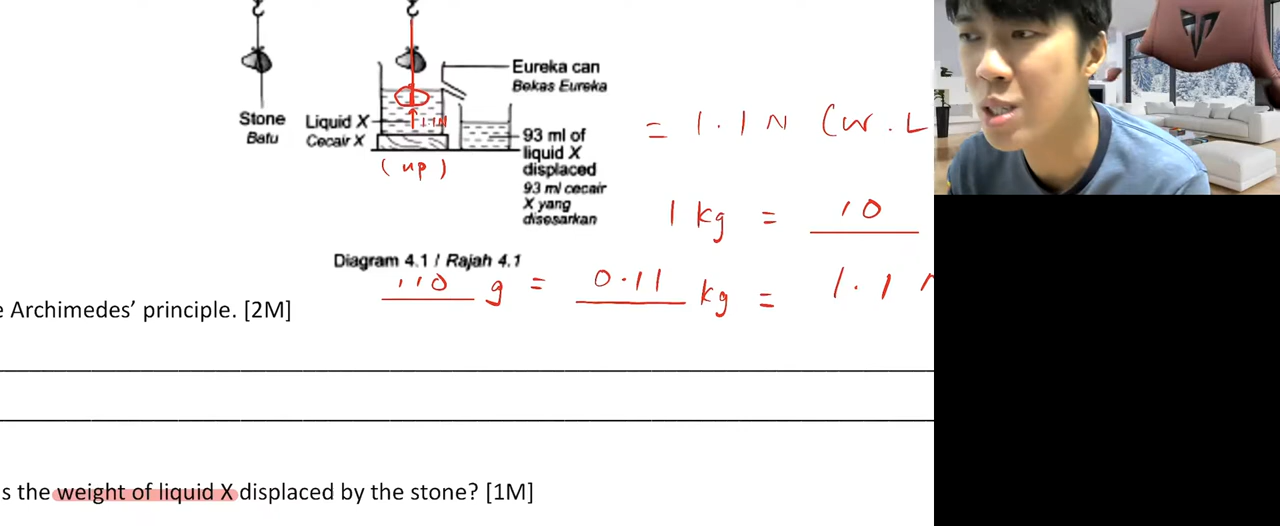 Eureka can
Bekas Eureka
Stone
Batu
Liquid X
Cecair X
1.1N
93 ml of
liquid X
displaced
93 ml cecair
X yang
disesarkan
(up)
= 1.1 N (W. L
1 kg = 10
Diagram 4.1 / Rajah 4.1
110 g = 0.11 kg = 1.1 N
Archimedes' principle. [2M]
s the weight of liquid X displaced by the stone? [1M]